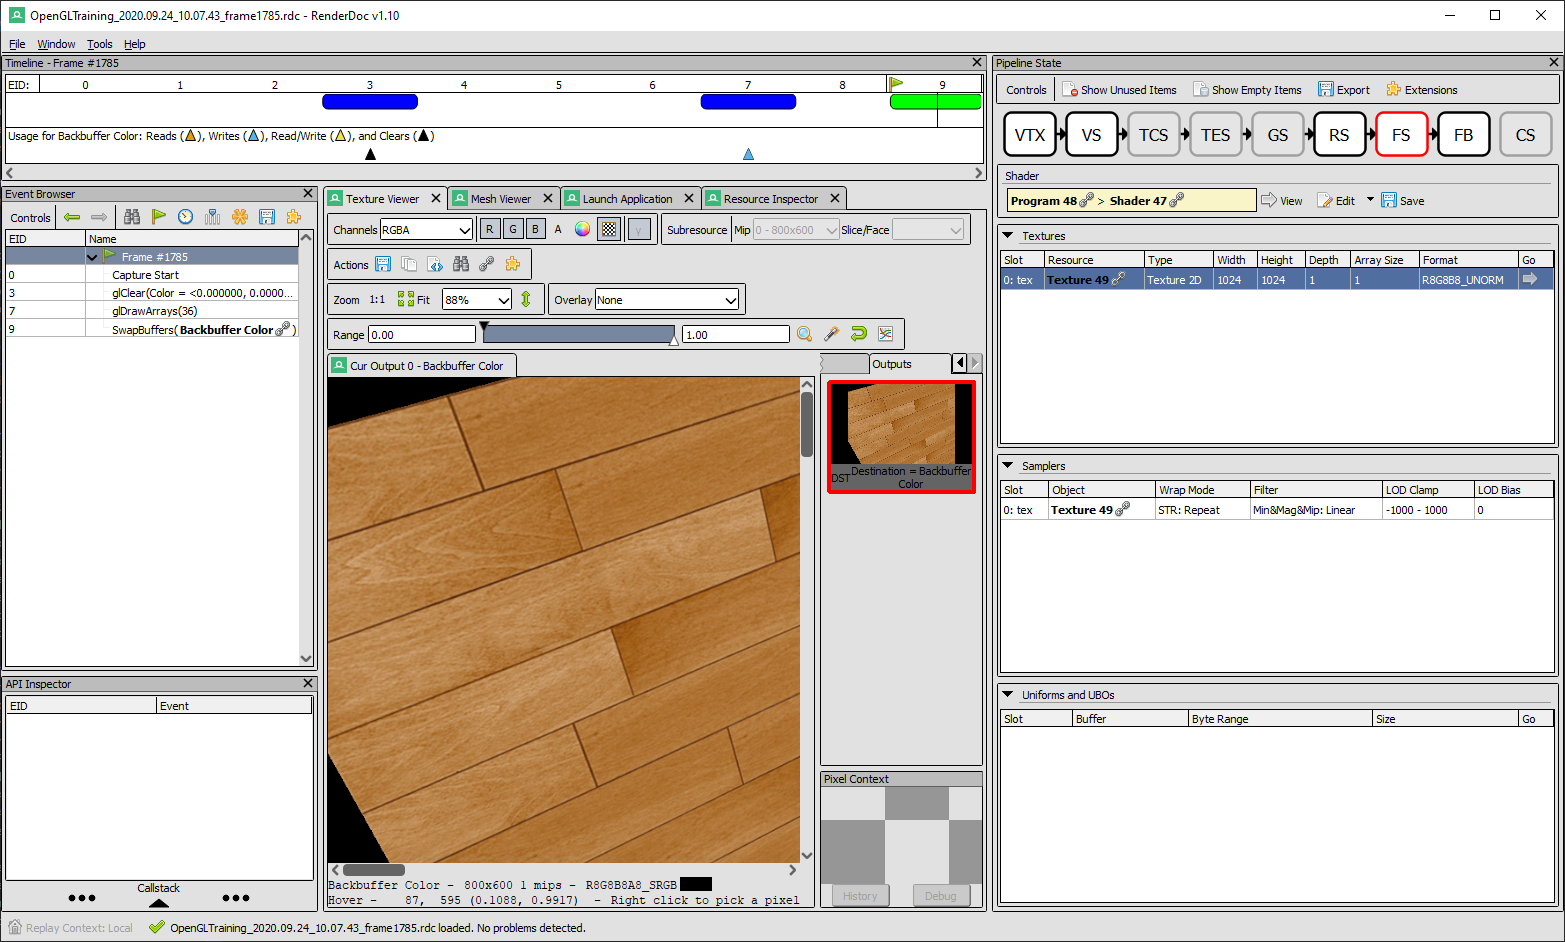 OpenGLTraining_2020.09.24_10.07.43_frame1785.rdc - RenderDoc v1.10
File Window Tools Help
Timeline - Frame #1785
EID: 0 1 2 3 4 5 6 7 8 9
Usage for Backbuffer Color: Reads (▲), Writes (▲), Read/Write (▲), and Clears (▲)
Event Browser
Controls
EID Name
Frame #1785
0 Capture Start
3 glClear(Color = <0.000000, 0.0000...
7 glDrawArrays(36)
9 SwapBuffers(Backbuffer Color)
API Inspector
EID Event
Callstack
Texture Viewer Mesh Viewer Launch Application Resource Inspector
Channels RGBA R G B A γ Subresource Mip 0 - 800x600 Slice/Face
Actions
Zoom 1:1 Fit 88% Overlay None
Range 0.00 1.00
Cur Output 0 - Backbuffer Color
Outputs
DST Destination = Backbuffer
Color
Pixel Context
History Debug
Backbuffer Color - 800x600 1 mips - R8G8B8A8_SRGB
Hover - 87, 595 (0.1088, 0.9917) - Right click to pick a pixel
Pipeline State
Controls Show Unused Items Show Empty Items Export Extensions
VTX VS TCS TES GS RS FS FB CS
Shader
Program 48 > Shader 47 View Edit Save
Textures
Slot Resource Type Width Height Depth Array Size Format Go
0: tex Texture 49 Texture 2D 1024 1024 1 1 R8G8B8_UNORM
Samplers
Slot Object Wrap Mode Filter LOD Clamp LOD Bias
0: tex Texture 49 STR: Repeat Min&Mag&Mip: Linear -1000 - 1000 0
Uniforms and UBOs
Slot Buffer Byte Range Size Go
Replay Context: Local OpenGLTraining_2020.09.24_10.07.43_frame1785.rdc loaded. No problems detected.